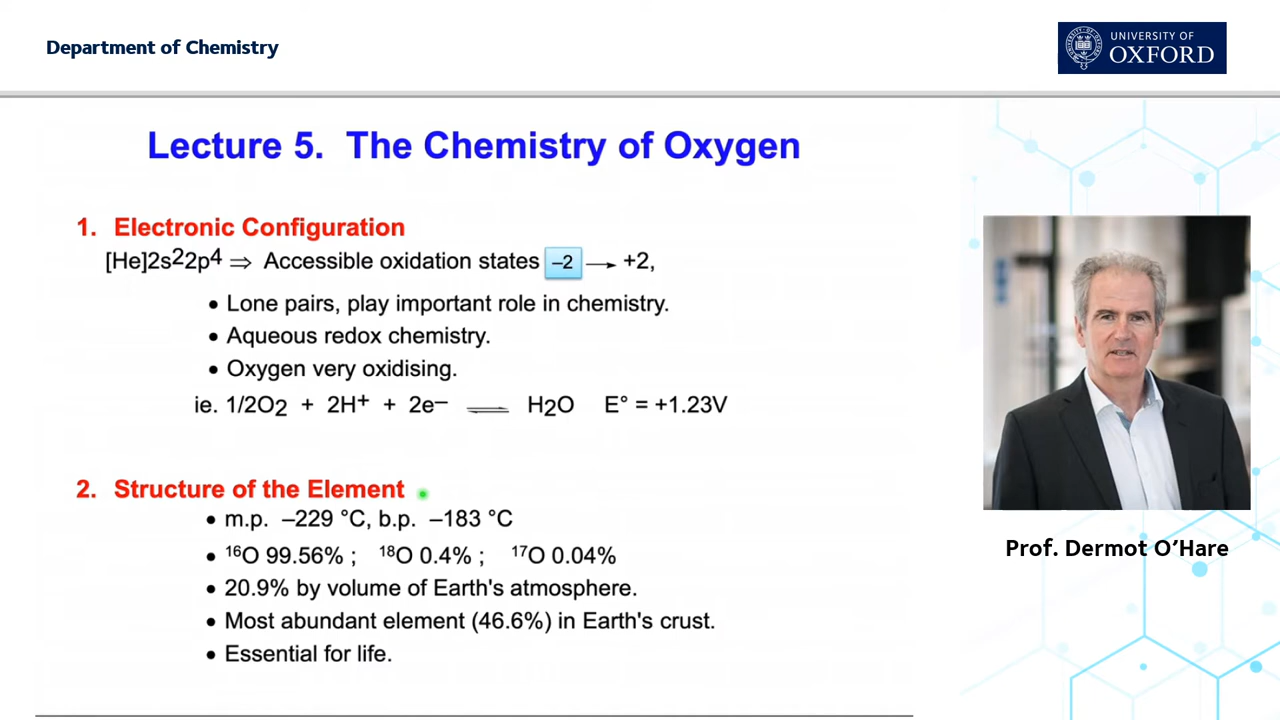 Department of Chemistry
UNIVERSITY OF
OXFORD
Lecture 5. The Chemistry of Oxygen
1. Electronic Configuration
[He]2s22p4 ⇒ Accessible oxidation states –2 → +2,
• Lone pairs, play important role in chemistry.
• Aqueous redox chemistry.
• Oxygen very oxidising.
ie. 1/2O2 + 2H+ + 2e– ⇌ H2O E° = +1.23V
2. Structure of the Element
• m.p. –229 °C, b.p. –183 °C
• ¹⁶O 99.56% ; ¹⁸O 0.4% ; ¹⁷O 0.04%
• 20.9% by volume of Earth's atmosphere.
• Most abundant element (46.6%) in Earth's crust.
• Essential for life.
Prof. Dermot O’Hare